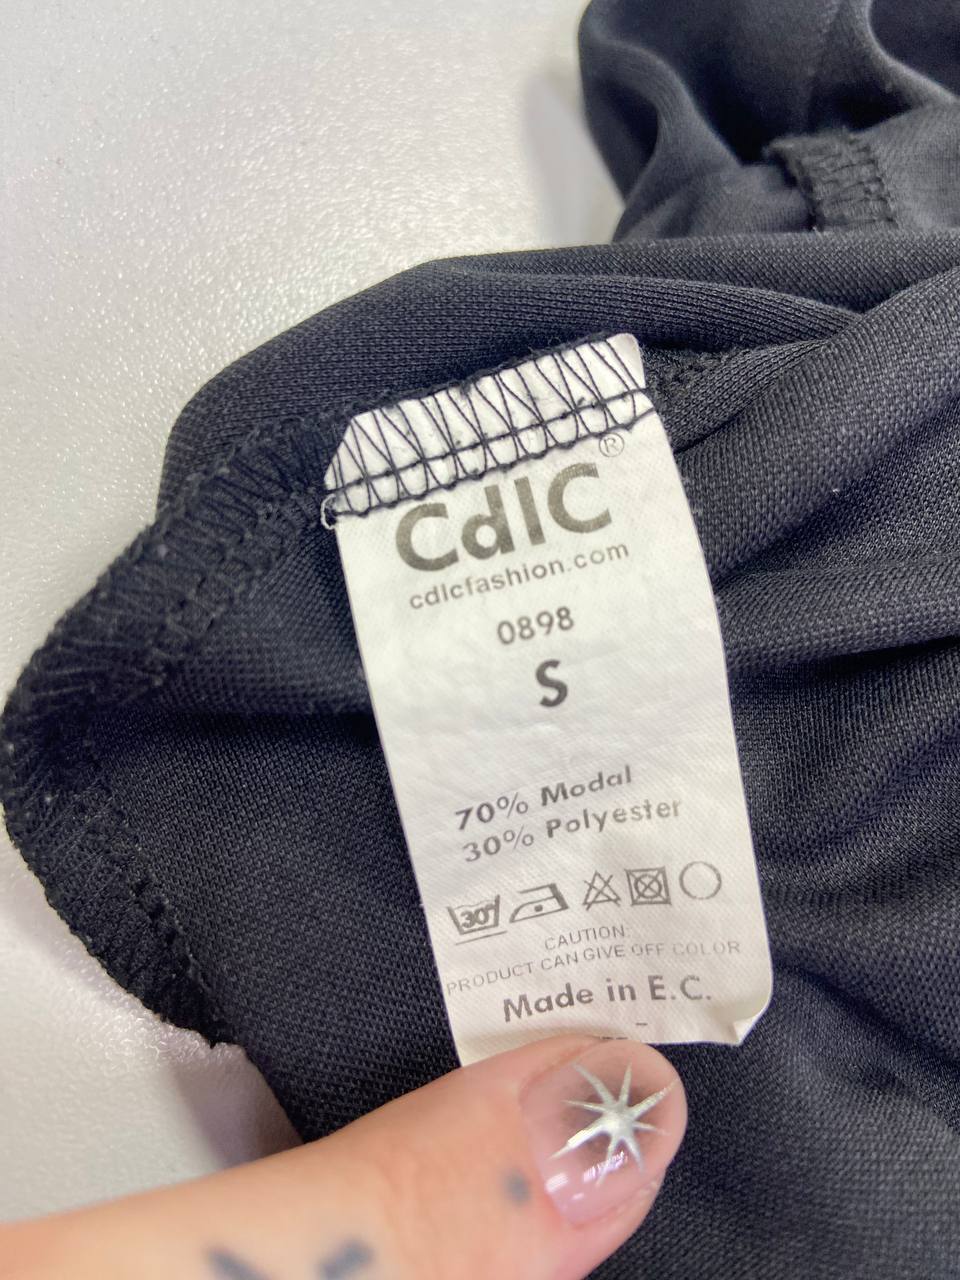 CdlC®
cdlcfashion.com
0898
S
70% Modal
30% Polyester
30°
CAUTION:
PRODUCT CAN GIVE OFF COLOR
Made in E.C.